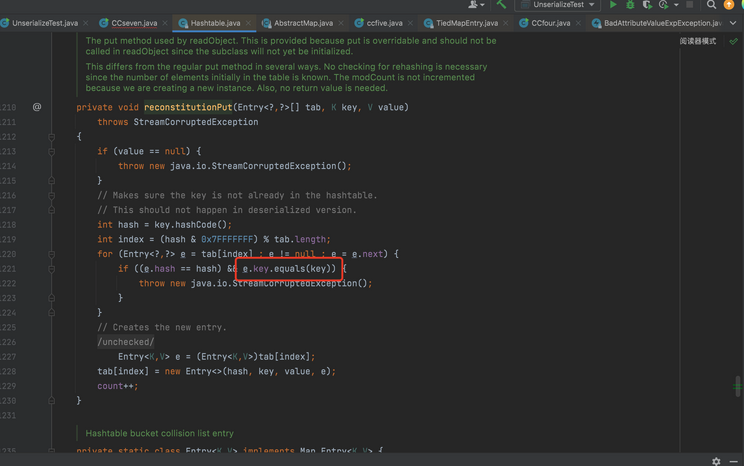 UnserializeTest
UnserializeTest.java × CCseven.java × Hashtable.java × AbstractMap.java × ccfive.java × TiedMapEntry.java × CCfour.java × BadAttributeValueExpException.java
The put method used by readObject. This is provided because put is overridable and should not be
called in readObject since the subclass will not yet be initialized.
阅读器模式
This differs from the regular put method in several ways. No checking for rehashing is necessary
since the number of elements initially in the table is known. The modCount is not incremented
because we are creating a new instance. Also, no return value is needed.
1210 @ private void reconstitutionPut(Entry<?,?>[] tab, K key, V value)
1211 throws StreamCorruptedException
1212 {
1213 if (value == null) {
1214 throw new java.io.StreamCorruptedException();
1215 }
1216 // Makes sure the key is not already in the hashtable.
1217 // This should not happen in deserialized version.
1218 int hash = key.hashCode();
1219 int index = (hash & 0x7FFFFFFF) % tab.length;
1220 for (Entry<?,?> e = tab[index] ; e != null ; e = e.next) {
1221 if ((e.hash == hash) && e.key.equals(key)) {
1222 throw new java.io.StreamCorruptedException();
1223 }
1224 }
1225 // Creates the new entry.
1226 /unchecked/
1227 Entry<K,V> e = (Entry<K,V>)tab[index];
1228 tab[index] = new Entry<>(hash, key, value, e);
1229 count++;
1230 }
1231
Hashtable bucket collision list entry
1235 private static class Entry<K,V> implements Map.Entry<K,V> {